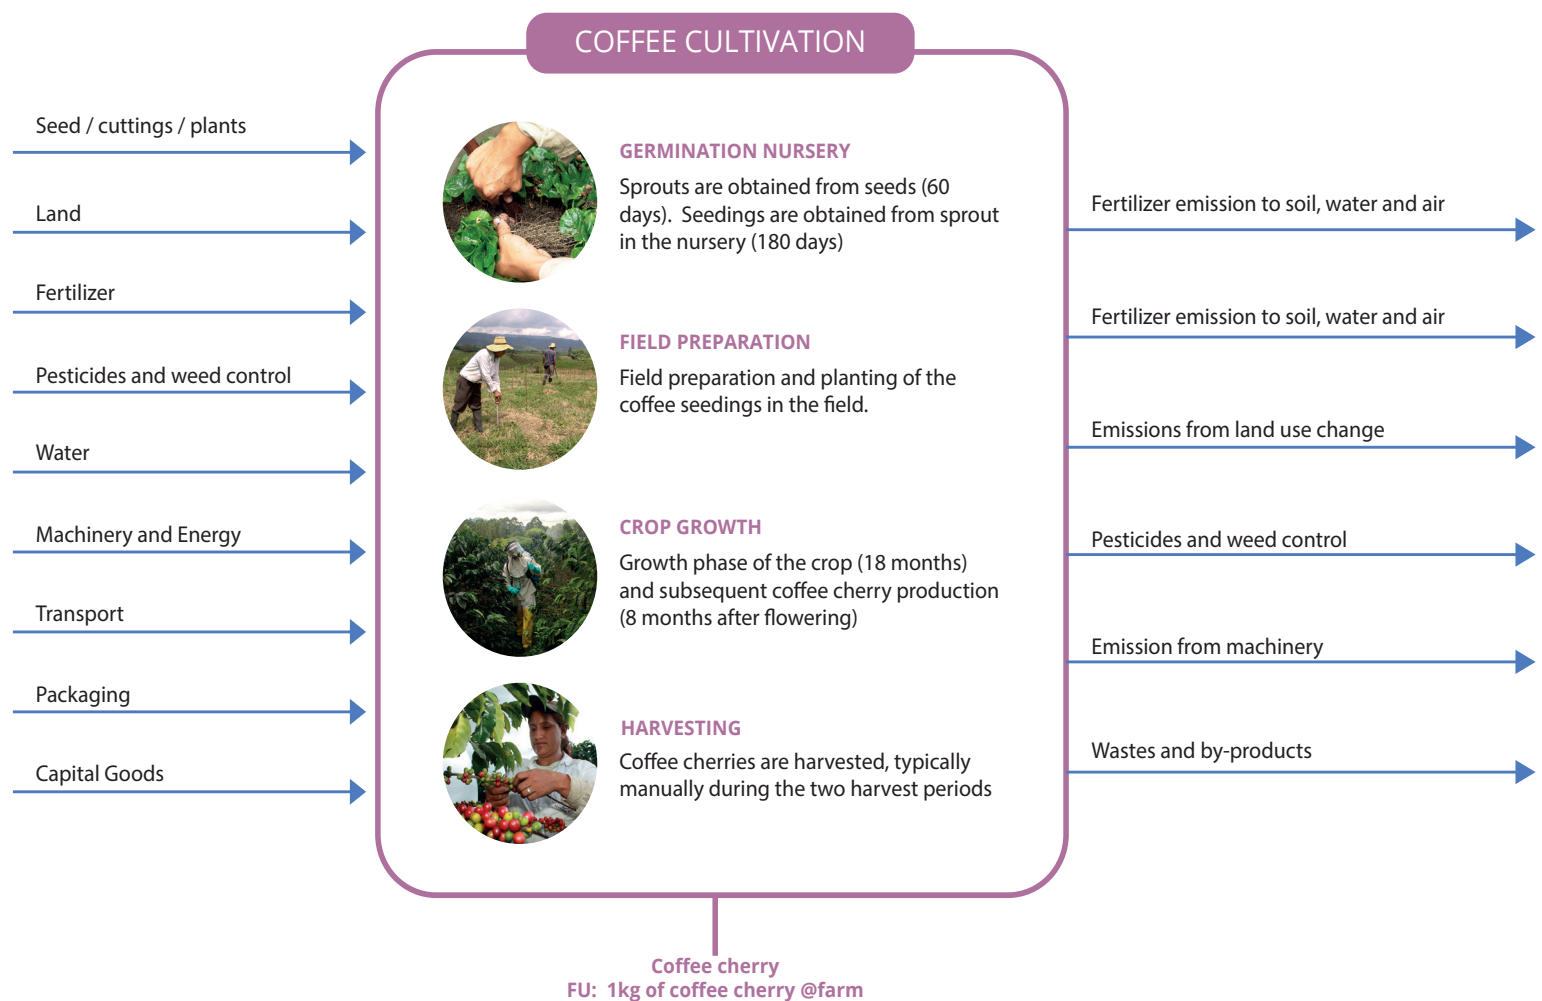 COFFEE CULTIVATION
Seed / cuttings / plants
Land
Fertilizer
Pesticides and weed control
Water
Machinery and Energy
Transport
Packaging
Capital Goods
GERMINATION NURSERY
Sprouts are obtained from seeds (60
days).  Seedings are obtained from sprout
in the nursery (180 days)
FIELD PREPARATION
Field preparation and planting of the
coffee seedings in the field.
CROP GROWTH
Growth phase of the crop (18 months)
and subsequent coffee cherry production
(8 months after flowering)
HARVESTING
Coffee cherries are harvested, typically
manually during the two harvest periods
Fertilizer emission to soil, water and air
Fertilizer emission to soil, water and air
Emissions from land use change
Pesticides and weed control
Emission from machinery
Wastes and by-products
Coffee cherry
FU:  1kg of coffee cherry @farm